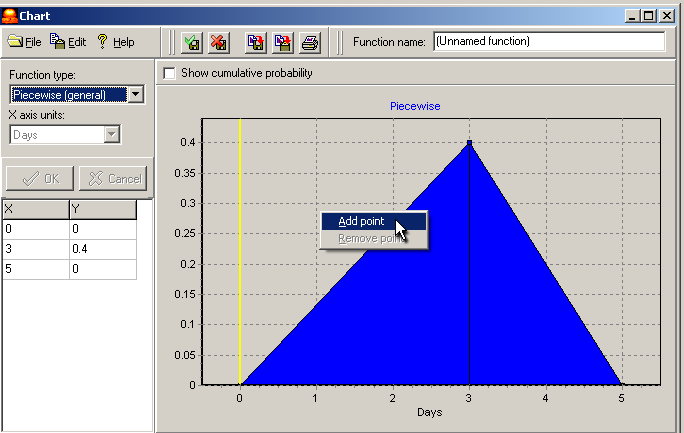 Chart
File Edit ? Help Function name: (Unnamed function)
Function type:
Piecewise (general)
X axis units:
Days
OK Cancel
X Y
0 0
3 0.4
5 0
Show cumulative probability
Piecewise
0.4
0.35
0.3
0.25
0.2
0.15
0.1
0.05
0
Add point
Remove
0 1 2 3 4 5
Days